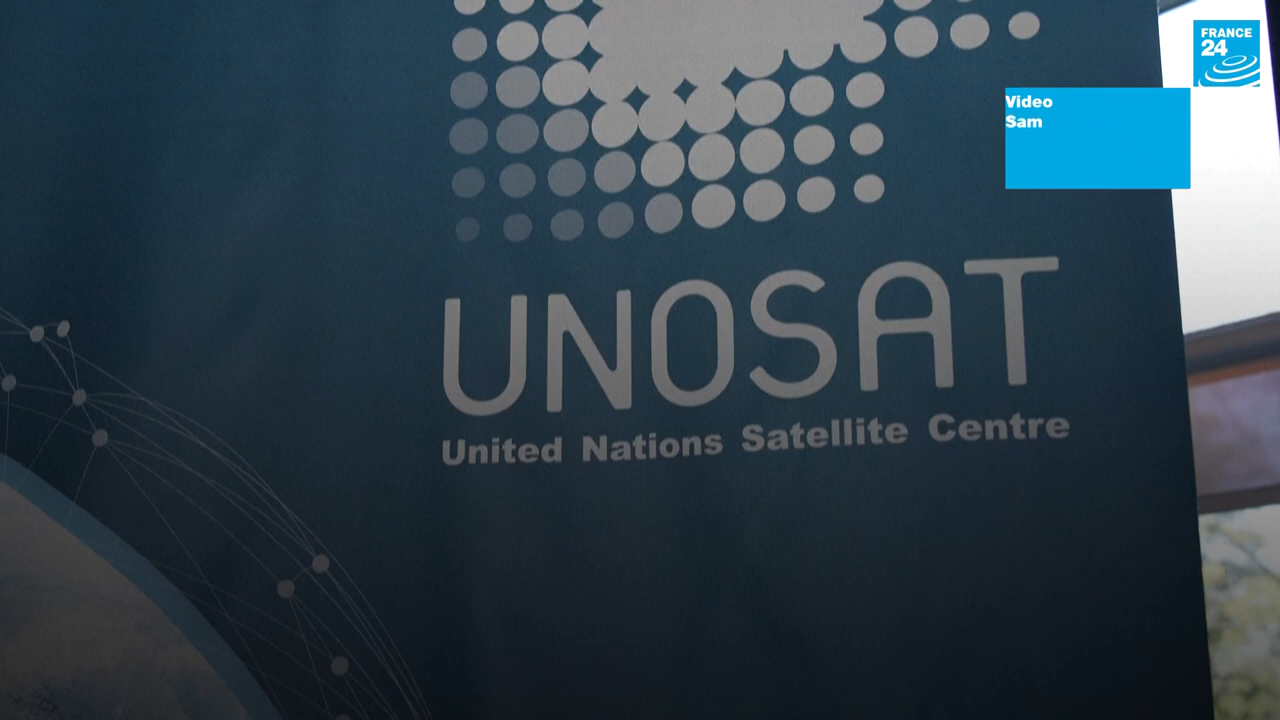 FRANCE
24
Video
Sam
UNOSAT
United Nations Satellite Centre